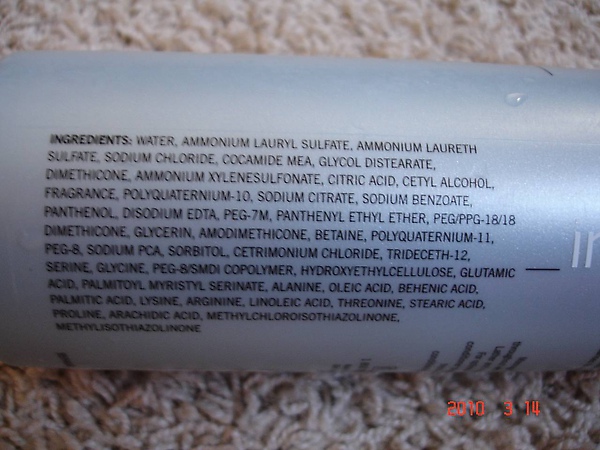 INGREDIENTS: WATER, AMMONIUM LAURYL SULFATE, AMMONIUM LAURETH
SULFATE, SODIUM CHLORIDE, COCAMIDE MEA, GLYCOL DISTEARATE,
DIMETHICONE, AMMONIUM XYLENESULFONATE, CITRIC ACID, CETYL ALCOHOL,
FRAGRANCE, POLYQUATERNIUM-10, SODIUM CITRATE, SODIUM BENZOATE,
PANTHENOL, DISODIUM EDTA, PEG-7M, PANTHENYL ETHYL ETHER, PEG/PPG-18/18
DIMETHICONE, GLYCERIN, AMODIMETHICONE, BETAINE, POLYQUATERNIUM-11,
PEG-8, SODIUM PCA, SORBITOL, CETRIMONIUM CHLORIDE, TRIDECETH-12,
SERINE, GLYCINE, PEG-8/SMDI COPOLYMER, HYDROXYETHYLCELLULOSE, GLUTAMIC
ACID, PALMITOYL MYRISTYL SERINATE, ALANINE, OLEIC ACID, BEHENIC ACID,
PALMITIC ACID, LYSINE, ARGININE, LINOLEIC ACID, THREONINE, STEARIC ACID,
PROLINE, ARACHIDIC ACID, METHYLCHLOROISOTHIAZOLINONE,
METHYLISOTHIAZOLINONE
2010 3 14